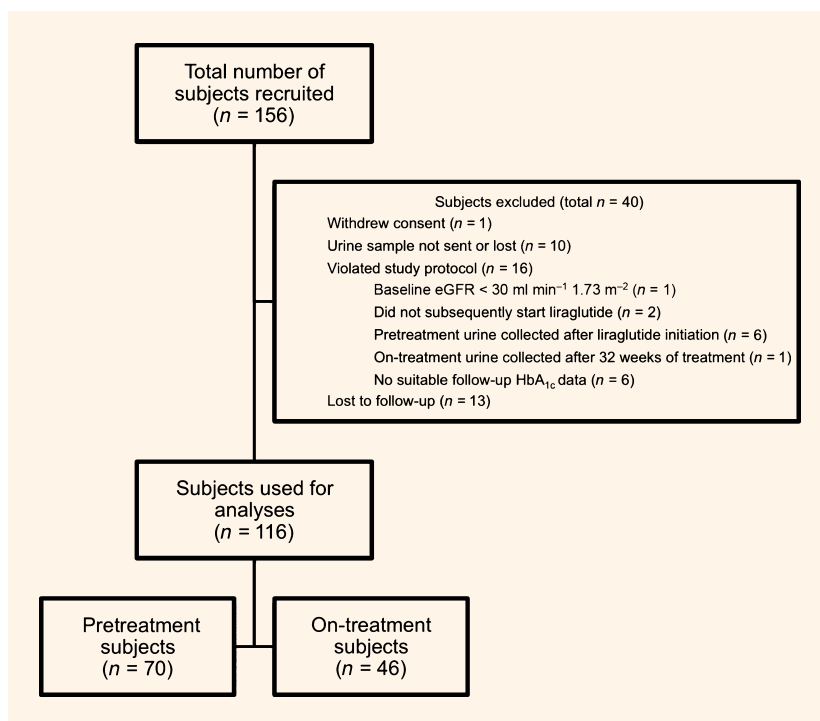 Total number of
subjects recruited
(n = 156)
Subjects excluded (total n = 40)
Withdrew consent (n = 1)
Urine sample not sent or lost (n = 10)
Violated study protocol (n = 16)
Baseline eGFR < 30 ml min⁻¹ 1.73 m⁻² (n = 1)
Did not subsequently start liraglutide (n = 2)
Pretreatment urine collected after liraglutide initiation (n = 6)
On-treatment urine collected after 32 weeks of treatment (n = 1)
No suitable follow-up HbA1c data (n = 6)
Lost to follow-up (n = 13)
Subjects used for
analyses
(n = 116)
Pretreatment
subjects
(n = 70)
On-treatment
subjects
(n = 46)